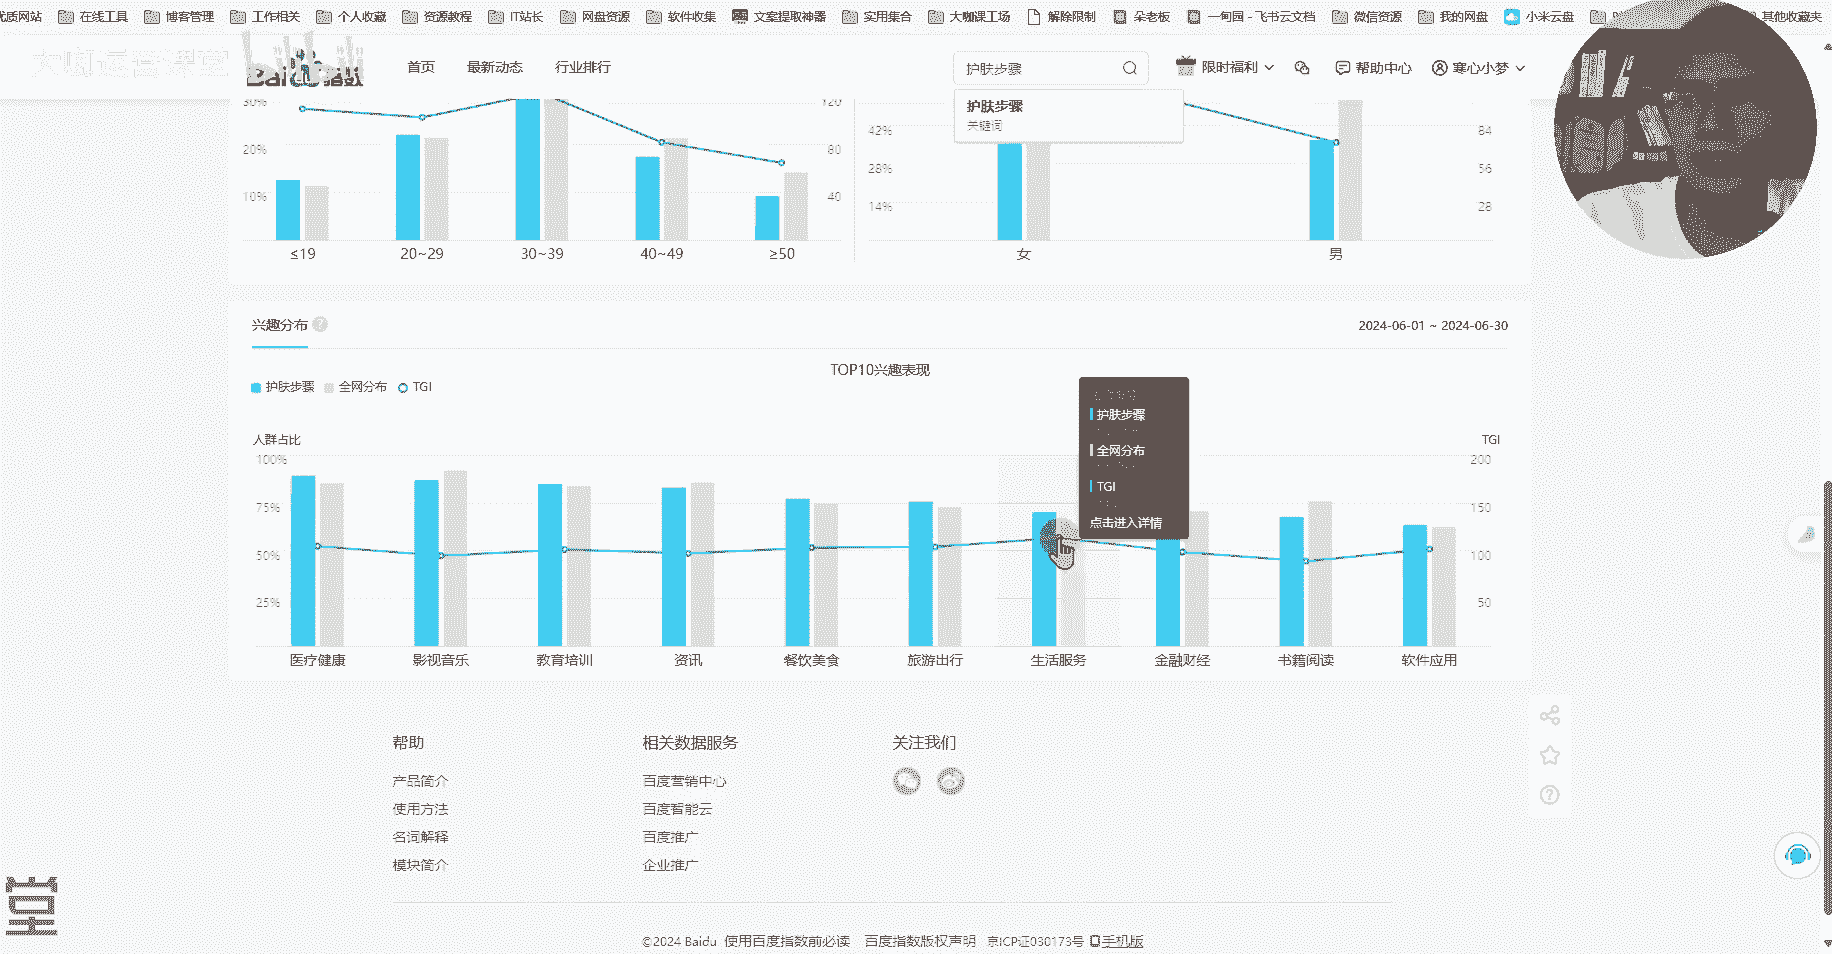 优质网站 在线工具 博客管理 工作相关 个人收藏 资源教程 IT站长 网盘资源 软件收集 文案提取神器 实用集合 大咖课工场 解除限制 朵老板 一甸园 - 飞书云文档 微信资源 我的网盘 小米云盘 其他收藏夹
大咖运营课堂 Baidu指数 首页 最新动态 行业排行 护肤步骤 限时福利 帮助中心 寒心小梦
护肤步骤
关键词
30% 120 42% 84
20% 80 28% 56
10% 40 14% 28
≤19 20~29 30~39 40~49 ≥50 女 男
兴趣分布 2024-06-01 ~ 2024-06-30
TOP10兴趣表现
护肤步骤 全网分布 TGI
护肤步骤
全网分布
TGI
点击进入详情
人群占比 TGI
100% 200
75% 150
50% 100
25% 50
医疗健康 影视音乐 教育培训 资讯 餐饮美食 旅游出行 生活服务 金融财经 书籍阅读 软件应用
帮助 相关数据服务 关注我们
产品简介 百度营销中心
使用方法 百度智能云
名词解释 百度推广
模块简介 企业推广
©2024 Baidu 使用百度指数前必读 百度指数版权声明 京ICP证030173号 手机版